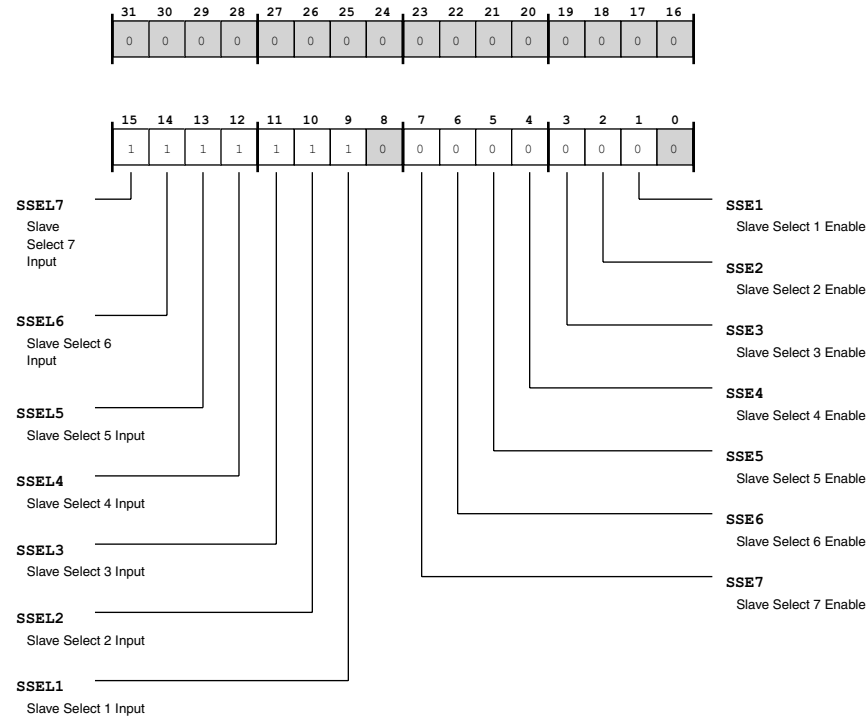 31 30 29 28 27 26 25 24 23 22 21 20 19 18 17 16
0 0 0 0 0 0 0 0 0 0 0 0 0 0 0 0
15 14 13 12 11 10 9 8 7 6 5 4 3 2 1 0
1 1 1 1 1 1 1 0 0 0 0 0 0 0 0 0
SSEL7
Slave
Select 7
Input
SSEL6
Slave Select 6
Input
SSEL5
Slave Select 5 Input
SSEL4
Slave Select 4 Input
SSEL3
Slave Select 3 Input
SSEL2
Slave Select 2 Input
SSEL1
Slave Select 1 Input
SSE1
Slave Select 1 Enable
SSE2
Slave Select 2 Enable
SSE3
Slave Select 3 Enable
SSE4
Slave Select 4 Enable
SSE5
Slave Select 5 Enable
SSE6
Slave Select 6 Enable
SSE7
Slave Select 7 Enable